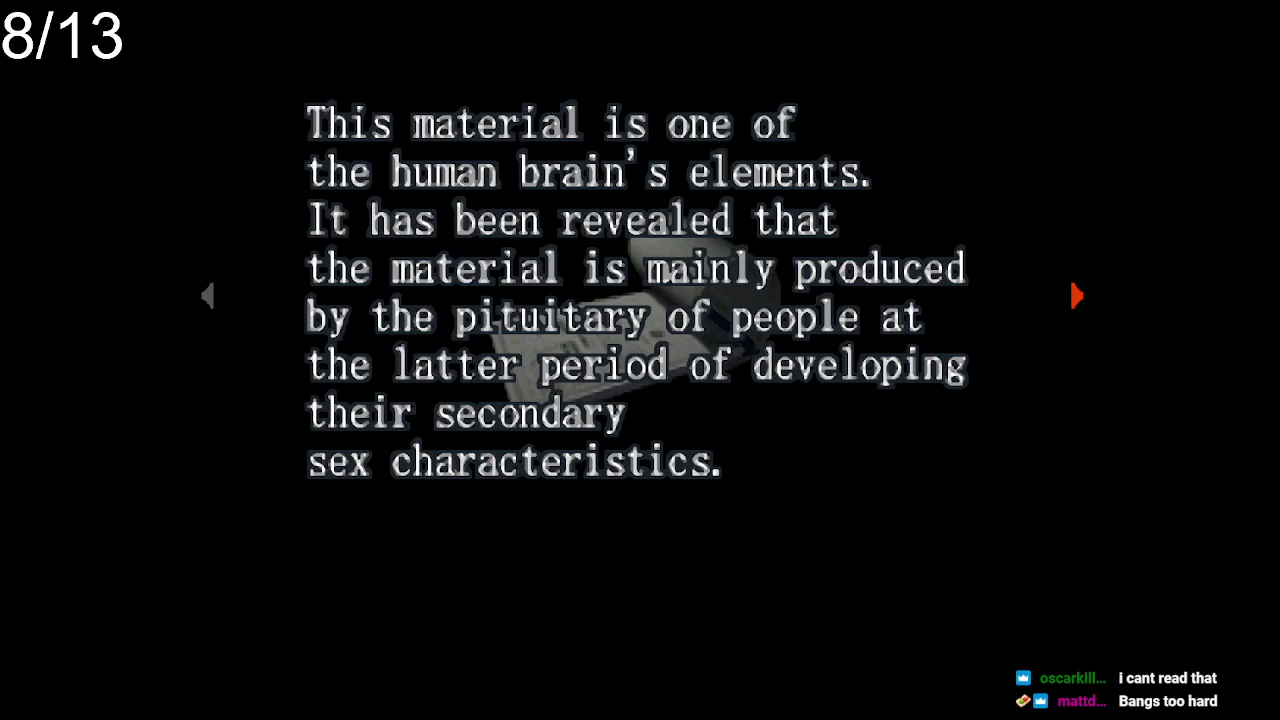 8/13
This material is one of
the human brain's elements.
It has been revealed that
the material is mainly produced
by the pituitary of people at
the latter period of developing
their secondary
sex characteristics.
oscarkill... i cant read that
mattd... Bangs too hard